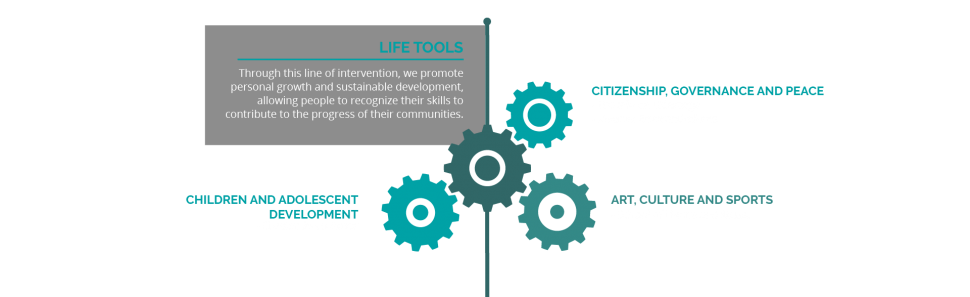 LIFE TOOLS
Through this line of intervention, we promote
personal growth and sustainable development,
allowing people to recognize their skills to
contribute to the progress of their communities.
CITIZENSHIP, GOVERNANCE AND PEACE
CHILDREN AND ADOLESCENT
DEVELOPMENT
ART, CULTURE AND SPORTS